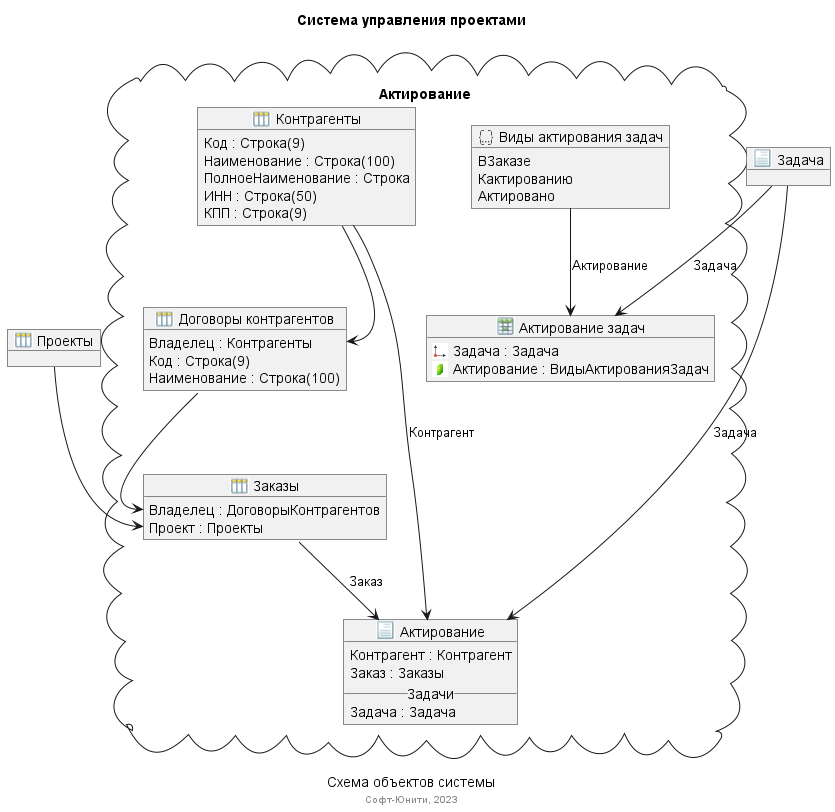 Система управления проектами
Актирование
Контрагенты
Код : Строка(9)
Наименование : Строка(100)
ПолноеНаименование : Строка
ИНН : Строка(50)
КПП : Строка(9)
Виды актирования задач
ВЗаказе
Кактированию
Актировано
Задача
Актирование
Задача
Договоры контрагентов
Владелец : Контрагенты
Код : Строка(9)
Наименование : Строка(100)
Актирование задач
Задача : Задача
Актирование : ВидыАктированияЗадач
Проекты
Контрагент
Задача
Заказы
Владелец : ДоговорыКонтрагентов
Проект : Проекты
Заказ
Актирование
Контрагент : Контрагент
Заказ : Заказы
Задачи
Задача : Задача
Схема объектов системы
Софт-Юнити, 2023